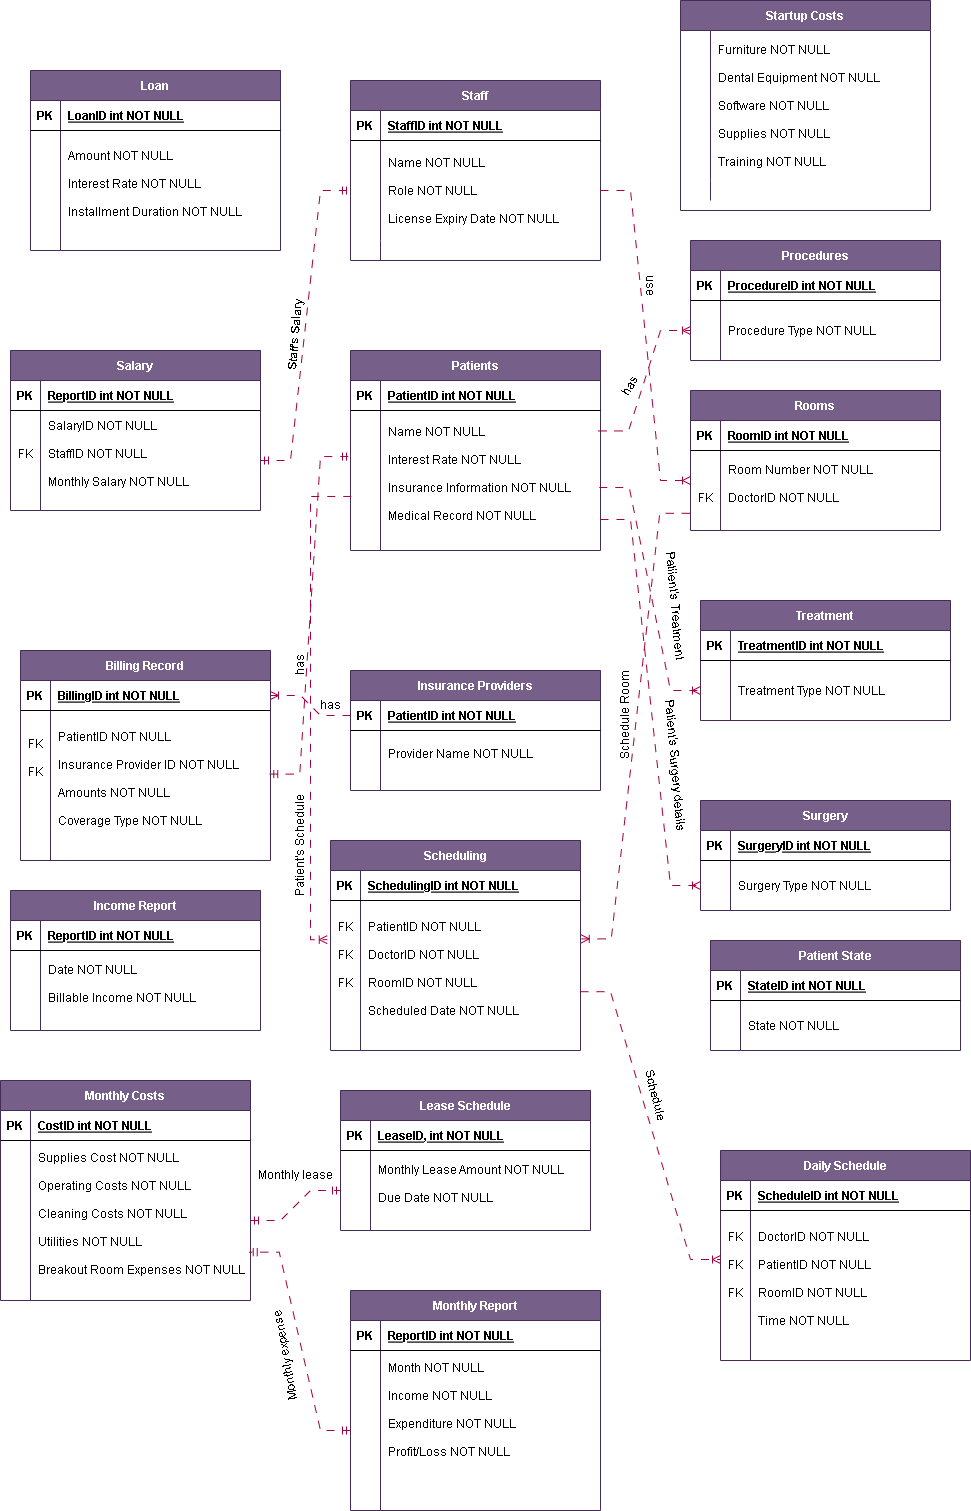 Startup Costs
Furniture NOT NULL
Dental Equipment NOT NULL
Software NOT NULL
Supplies NOT NULL
Training NOT NULL
Loan
PK LoanID int NOT NULL
Amount NOT NULL
Interest Rate NOT NULL
Installment Duration NOT NULL
Staff
PK StaffID int NOT NULL
Name NOT NULL
Role NOT NULL
License Expiry Date NOT NULL
Procedures
PK ProcedureID int NOT NULL
Procedure Type NOT NULL
use
has
Staff's Salary
Salary
PK ReportID int NOT NULL
SalaryID NOT NULL
FK StaffID NOT NULL
Monthly Salary NOT NULL
Patients
PK PatientID int NOT NULL
Name NOT NULL
Interest Rate NOT NULL
Insurance Information NOT NULL
Medical Record NOT NULL
Rooms
PK RoomID int NOT NULL
Room Number NOT NULL
FK DoctorID NOT NULL
Patiient's Treatment
Treatment
PK TreatmentID int NOT NULL
Treatment Type NOT NULL
Billing Record
PK BillingID int NOT NULL
FK PatientID NOT NULL
FK Insurance Provider ID NOT NULL
Amounts NOT NULL
Coverage Type NOT NULL
has
has
Insurance Providers
PK PatientID int NOT NULL
Provider Name NOT NULL
Schedule Room
Patient's Surgery details
Patient's Schedule
Surgery
PK SurgeryID int NOT NULL
Surgery Type NOT NULL
Scheduling
PK SchedulingID int NOT NULL
FK PatientID NOT NULL
FK DoctorID NOT NULL
FK RoomID NOT NULL
Scheduled Date NOT NULL
Income Report
PK ReportID int NOT NULL
Date NOT NULL
Billable Income NOT NULL
Patient State
PK StateID int NOT NULL
State NOT NULL
Schedule
Monthly Costs
PK CostID int NOT NULL
Supplies Cost NOT NULL
Operating Costs NOT NULL
Cleaning Costs NOT NULL
Utilities NOT NULL
Breakout Room Expenses NOT NULL
Monthly lease
Lease Schedule
PK LeaseID, int NOT NULL
Monthly Lease Amount NOT NULL
Due Date NOT NULL
Daily Schedule
PK ScheduleID int NOT NULL
FK DoctorID NOT NULL
FK PatientID NOT NULL
FK RoomID NOT NULL
Time NOT NULL
Monthly expense
Monthly Report
PK ReportID int NOT NULL
Month NOT NULL
Income NOT NULL
Expenditure NOT NULL
Profit/Loss NOT NULL